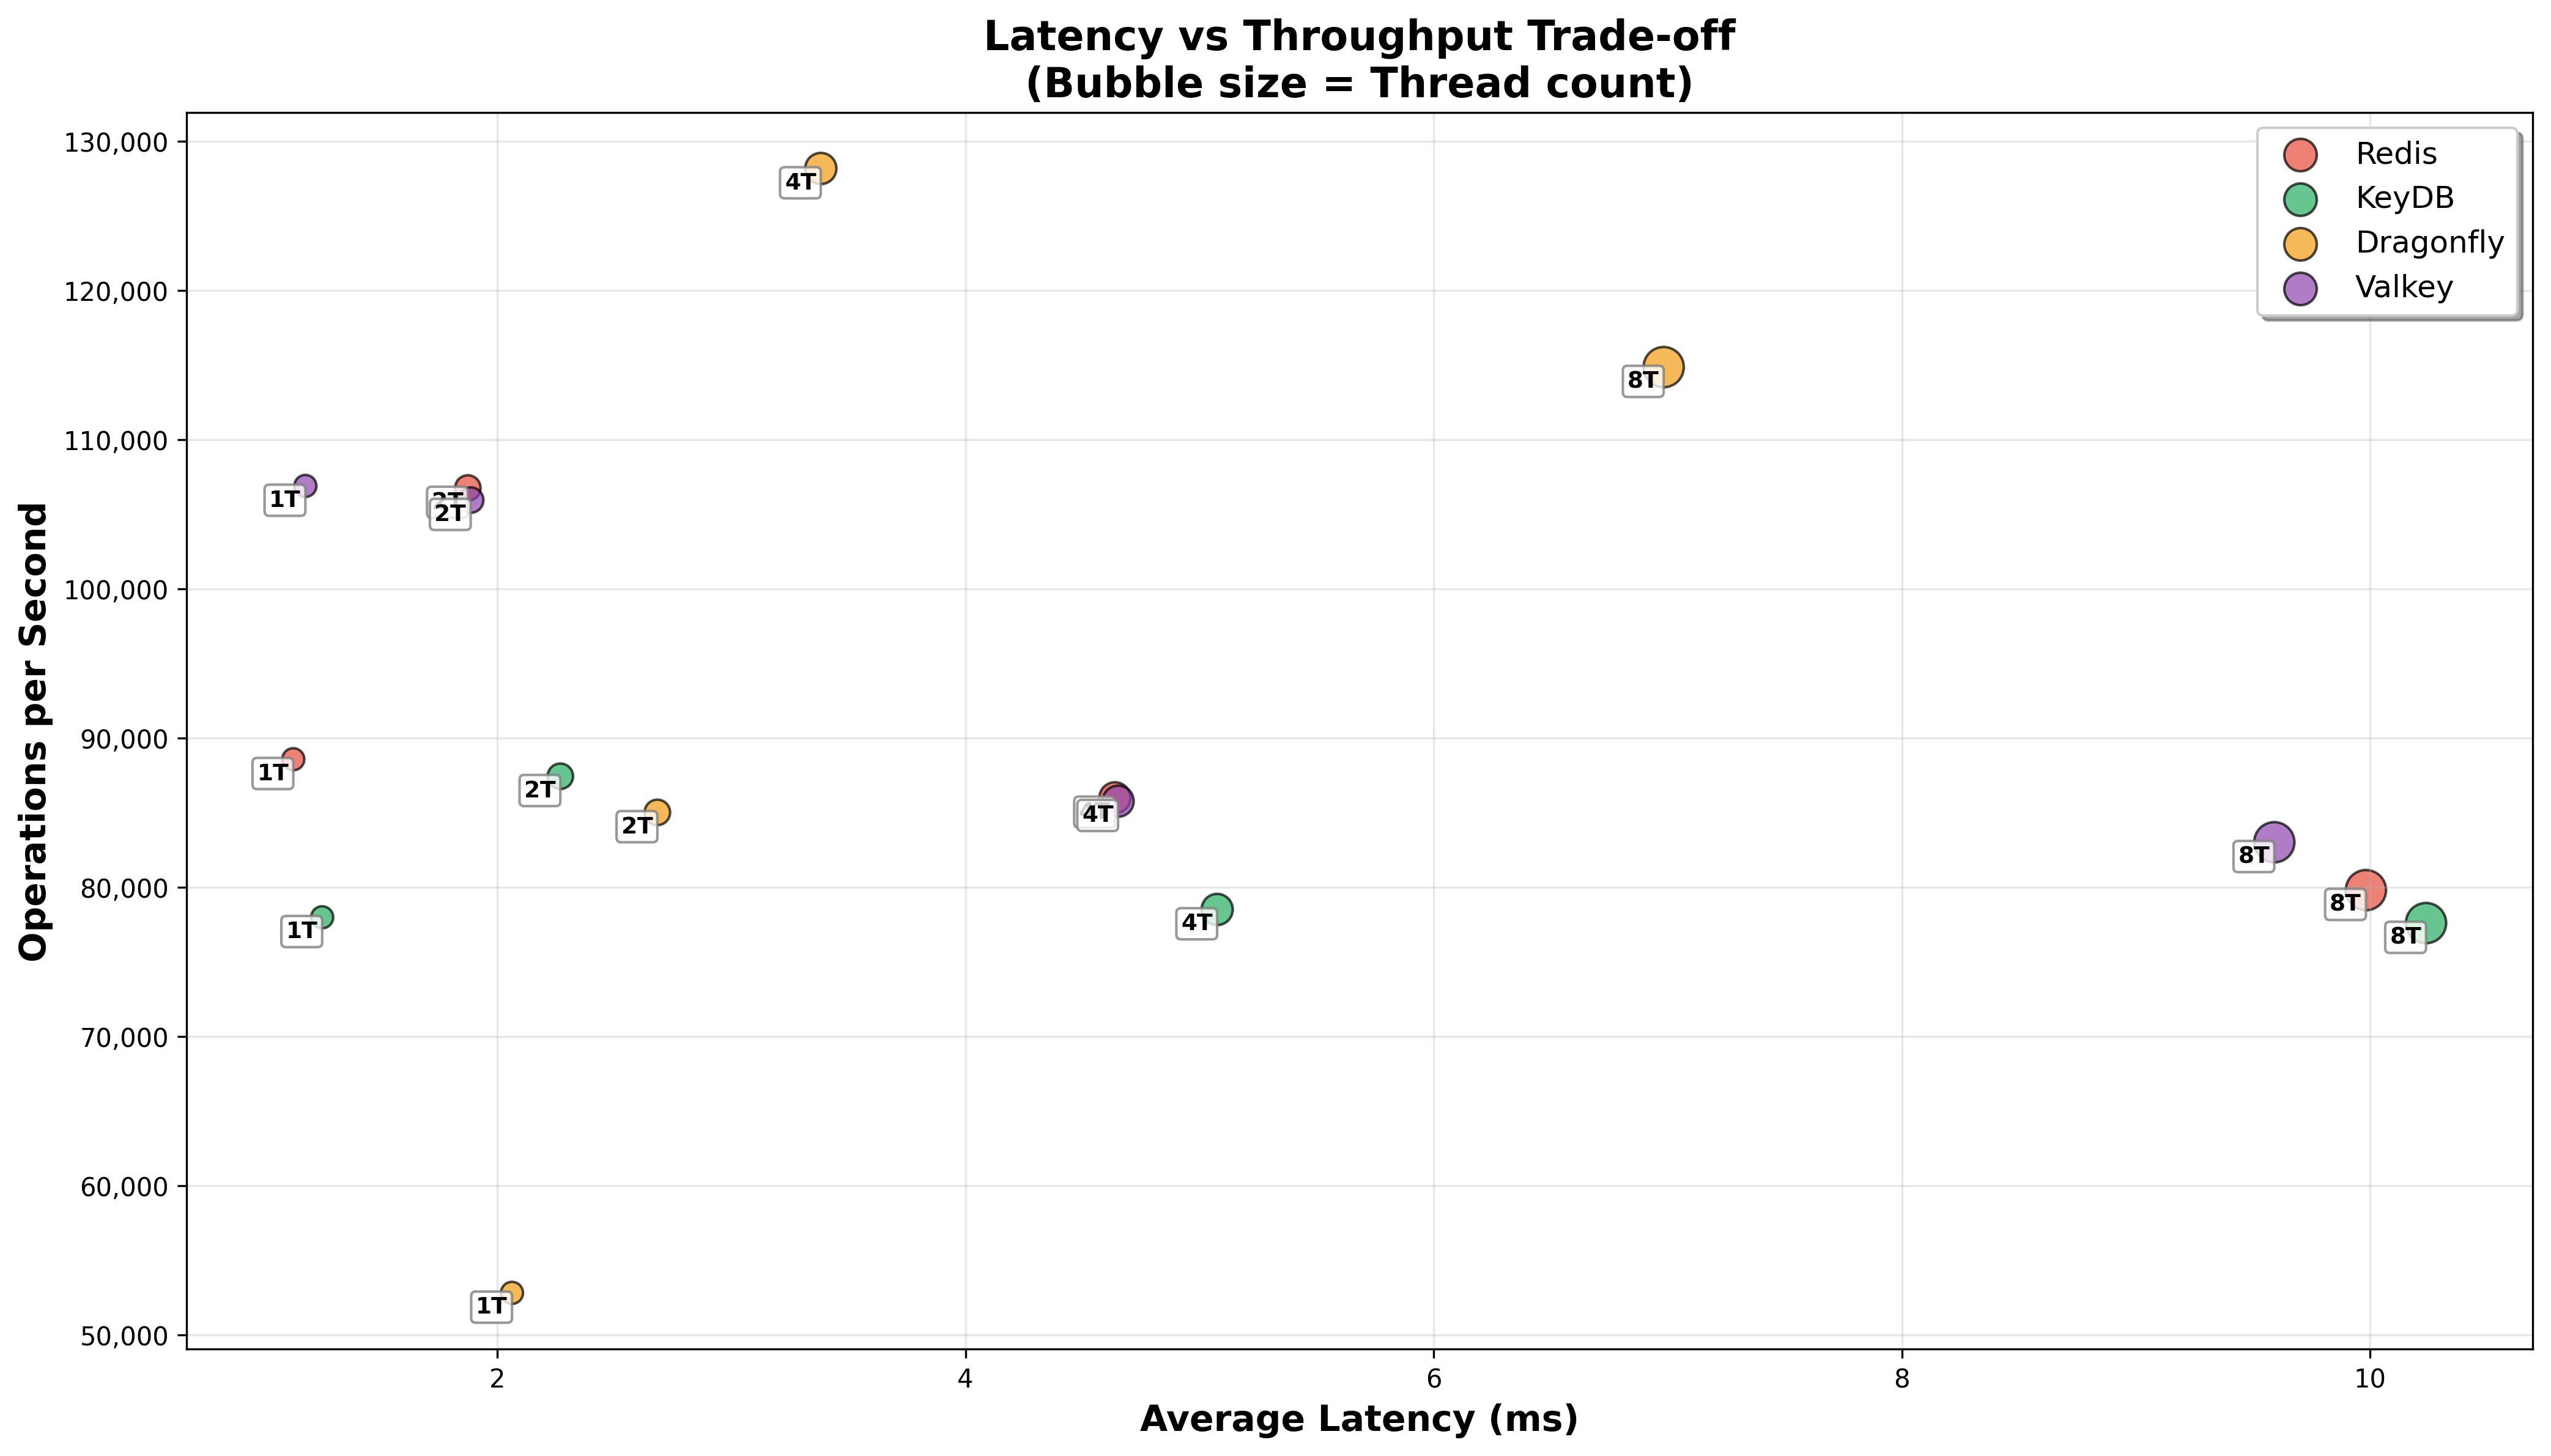 Latency vs Throughput Trade-off
(Bubble size = Thread count)
Operations per Second
130,000
120,000
110,000
100,000
90,000
80,000
70,000
60,000
50,000
Redis
KeyDB
Dragonfly
Valkey
4T
8T
1T
2T
2T
1T
2T
2T
4T
8T
8T
8T
4T
1T
1T
2
4
6
8
10
Average Latency (ms)